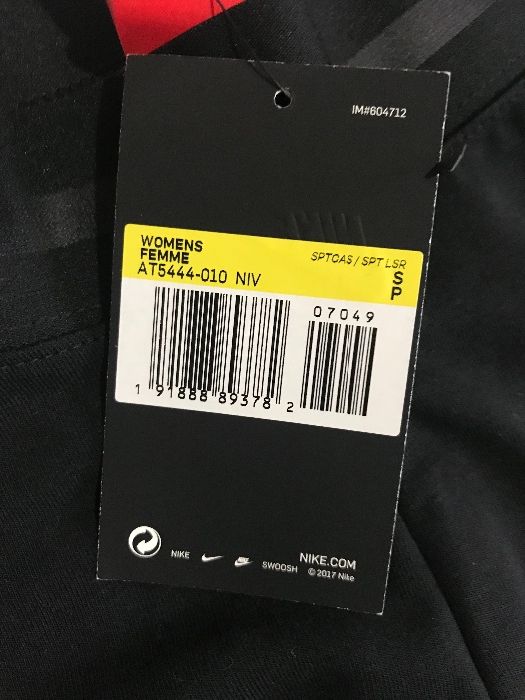 IM#604712
WOMENS
FEMME
SPTCAS / SPT LSR
AT5444-010 NIV
S
P
07049
1 91888 89378 2
NIKE
SWOOSH
NIKE.COM
© 2017 Nike